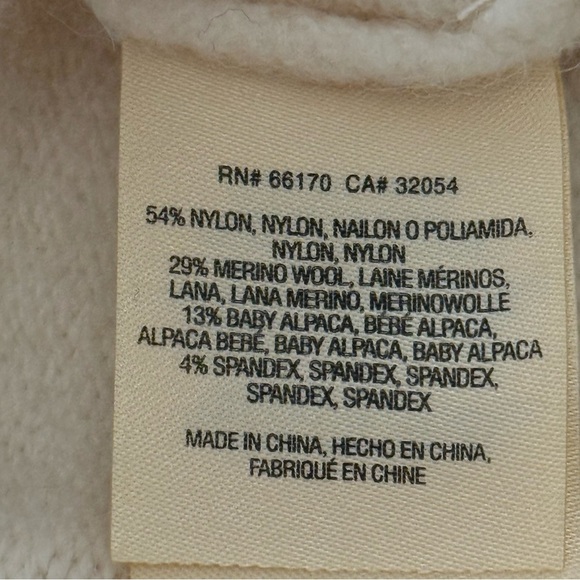 RN# 66170 CA# 32054
54% NYLON, NYLON, NAILON O POLIAMIDA,
NYLON, NYLON
29% MERINO WOOL, LAINE MÉRINOS,
LANA, LANA MERINO, MERINOWOLLE
13% BABY ALPACA, BÉBÉ ALPACA,
ALPACA BEBÉ, BABY ALPACA, BABY ALPACA
4% SPANDEX, SPANDEX, SPANDEX,
SPANDEX, SPANDEX
MADE IN CHINA, HECHO EN CHINA,
FABRIQUÉ EN CHINE